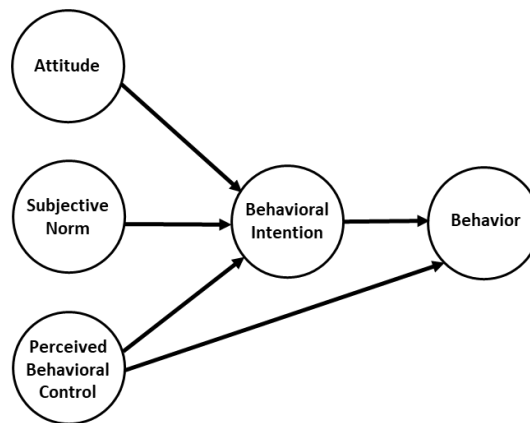 Attitude
Subjective
Norm
Perceived
Behavioral
Control
Behavioral
Intention
Behavior